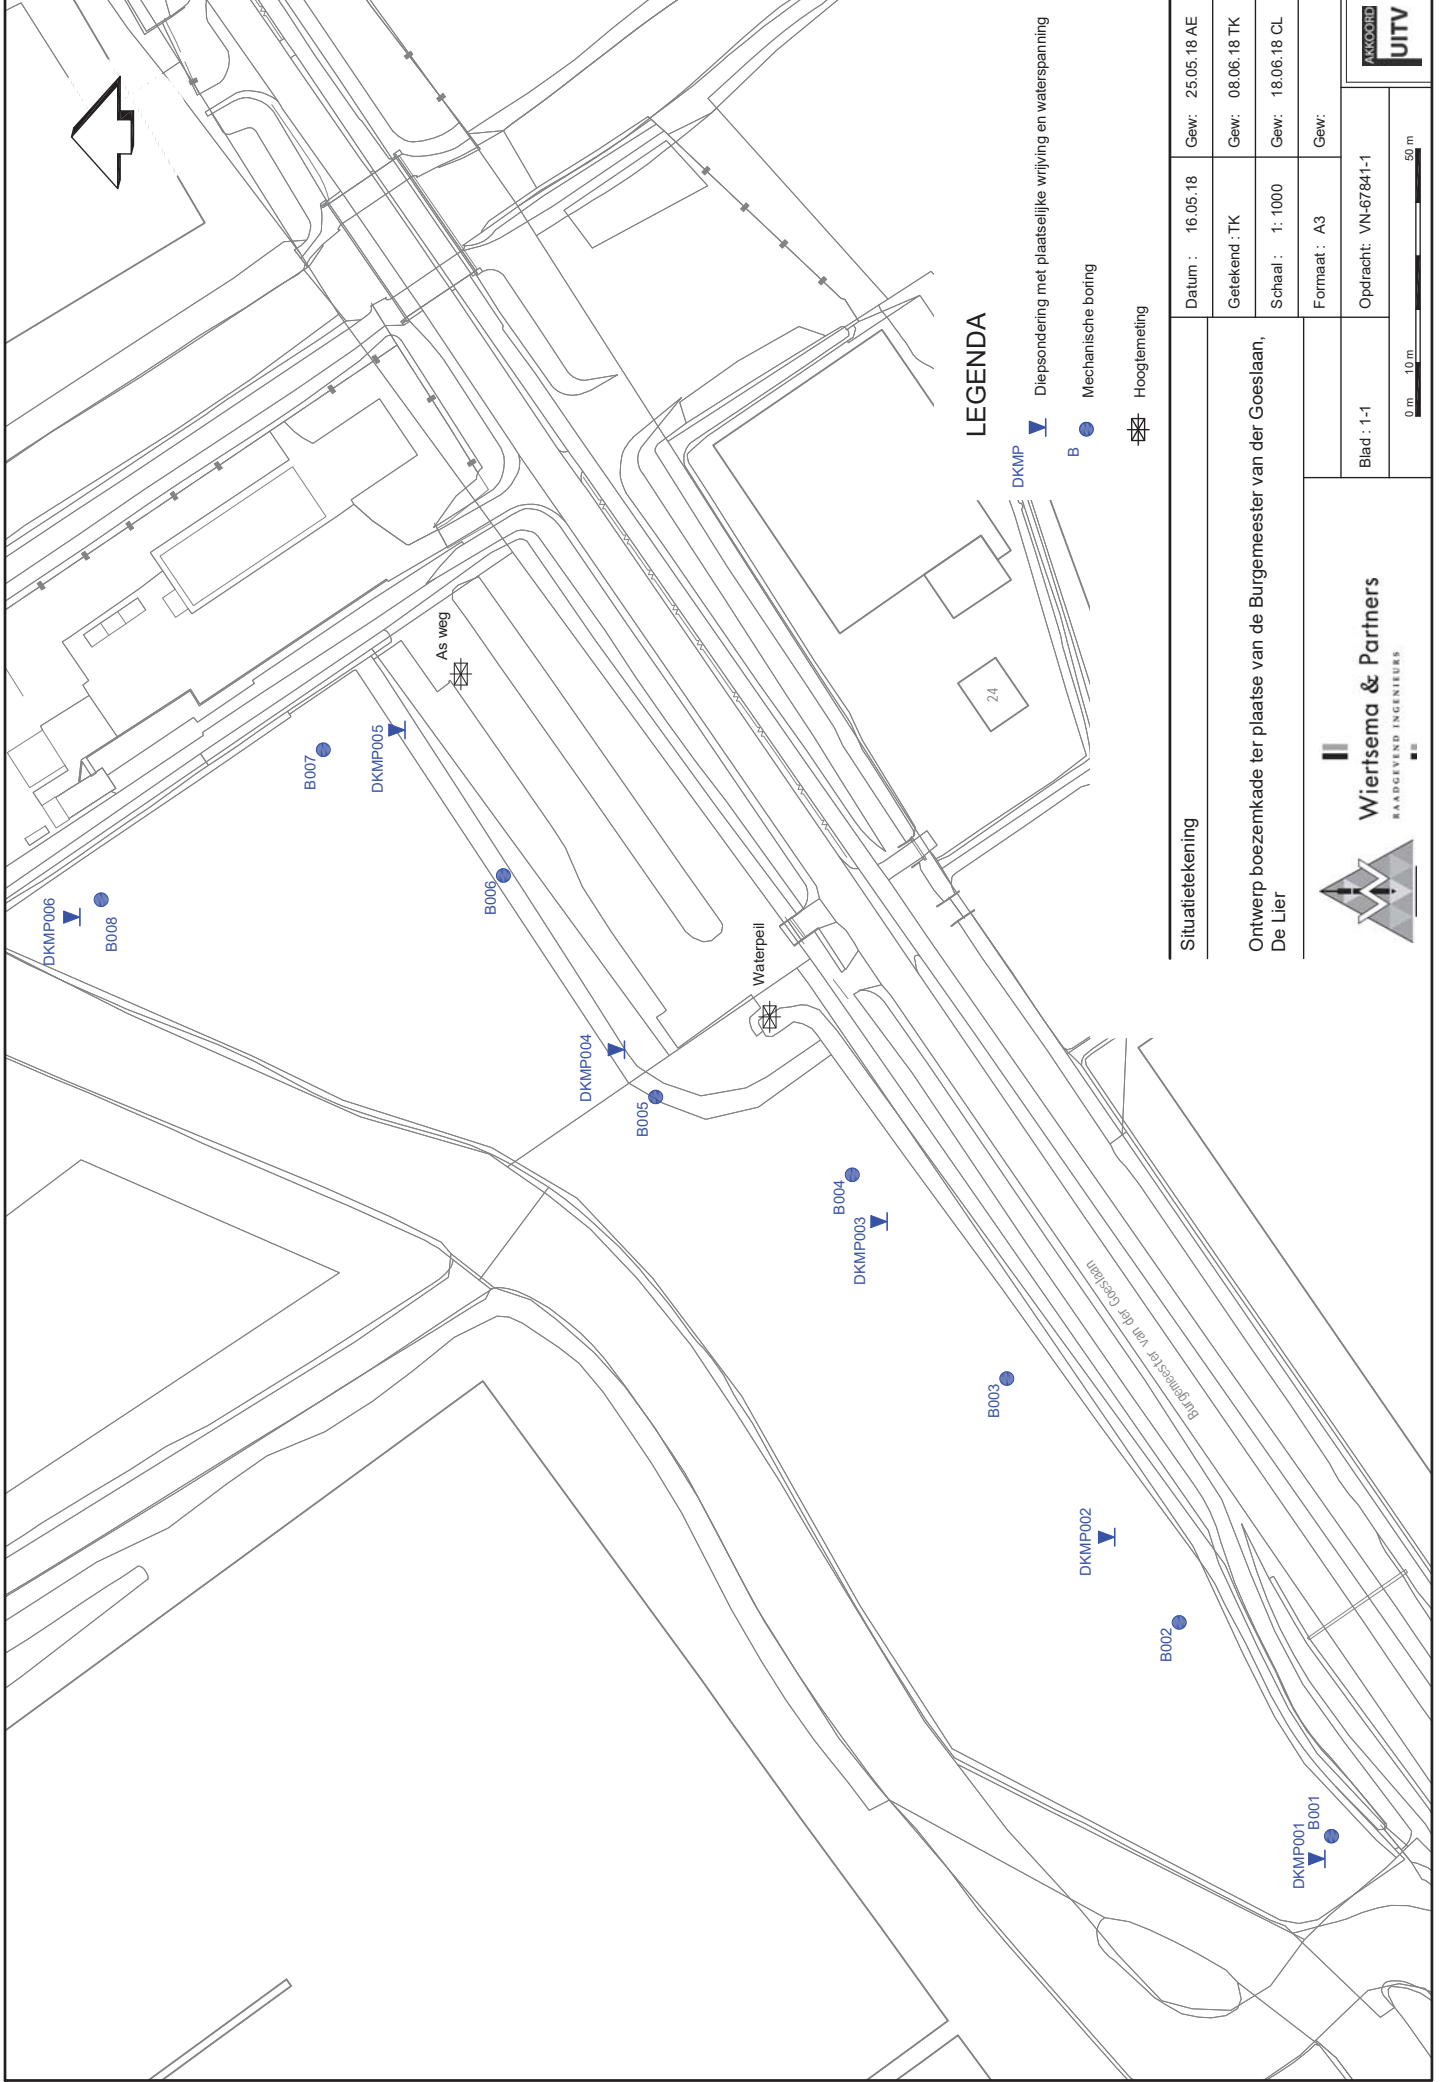 DKMP006
B008
B007
DKMP005
As weg
B006
Waterpeil
DKMP004
B005
B004
DKMP003
B003
DKMP002
B002
DKMP001
B001
Burgemeester van der Goeslaan
24
LEGENDA
DKMP Diepsondering met plaatselijke wrijving en waterspanning
B Mechanische boring
Hoogtemeting
Situatietekening
Ontwerp boezemkade ter plaatse van de Burgemeester van der Goeslaan,
De Lier
Datum : 16.05.18 Gew: 25.05.18 AE
Getekend : TK Gew: 08.06.18 TK
Schaal : 1: 1000 Gew: 18.06.18 CL
Formaat : A3 Gew:
Blad : 1-1 Opdracht: VN-67841-1
0 m 10 m 50 m
Wiertsema & Partners
RAADGEVEND INGENIEURS
AKKOORD
UITV